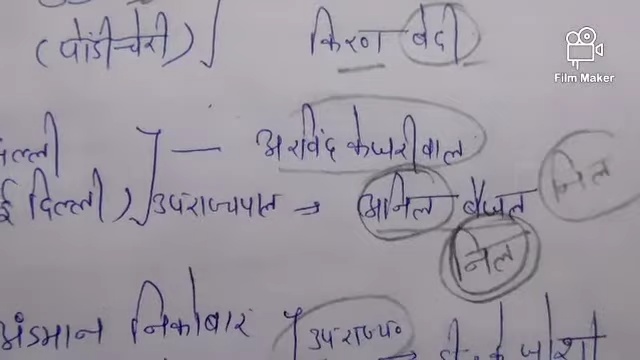 (पोंडीचेरी) किरण बेदी
Film Maker
— अरविंद केजरीवाल
ई दिल्ली) उपराज्यपाल → अनिल बैजल निल
निल
अंडमान निकोबार उपराज्य०
→ डी. के. जोशी